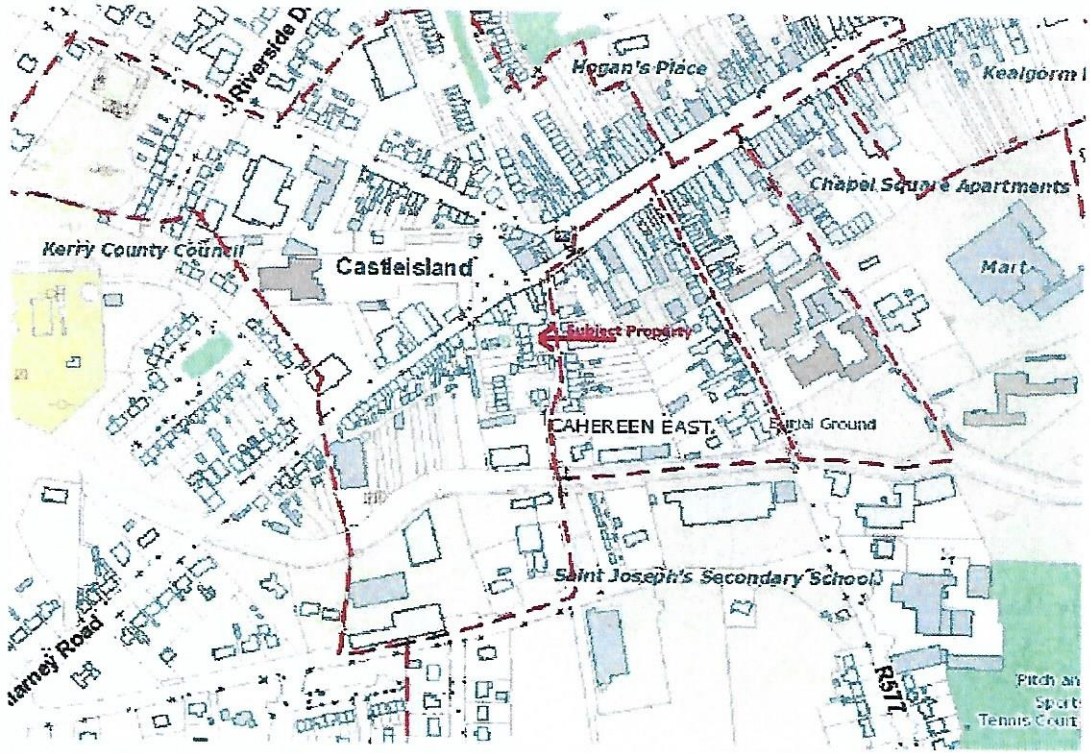 Riverside D
Hogan's Place
Kealgorm
Chapel Square Apartments
Kerry County Council
Castleisland
Mart
Subject Property
CAHEREEN EAST
Burial Ground
Saint Joseph's Secondary School
larney Road
R577
Pitch an
Sport
Tennis Court